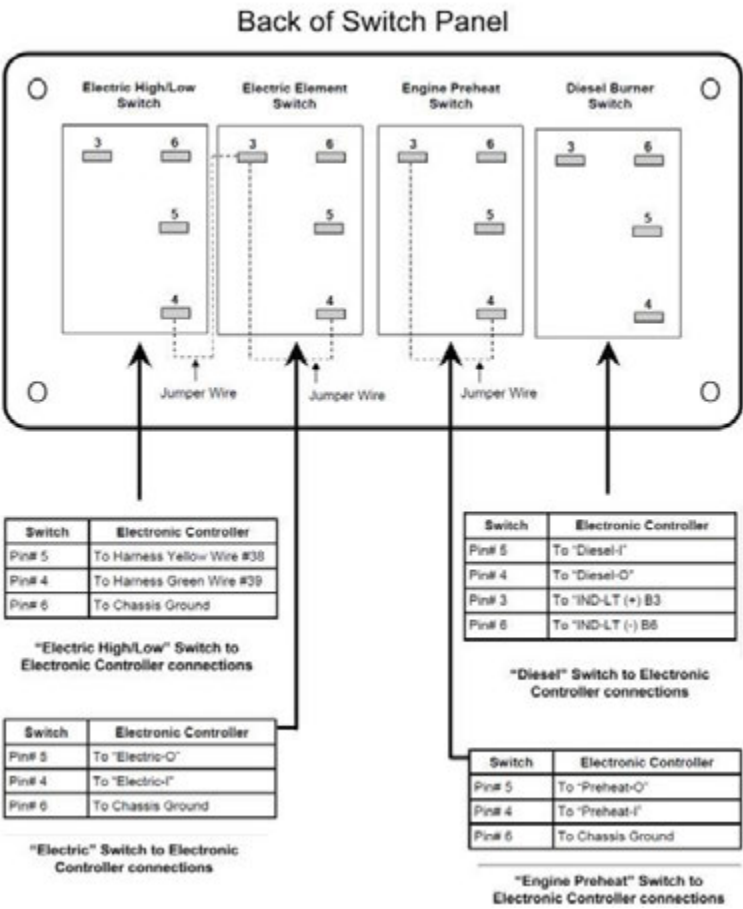 Back of Switch Panel
Electric High/Low
Switch
Electric Element
Switch
Engine Preheat
Switch
Diesel Burner
Switch
3 6
5
4
3 6
5
4
3 6
5
4
3 6
5
4
Jumper Wire
Jumper Wire
Jumper Wire
Switch Electronic Controller
Pin# 5 To Harness Yellow Wire #38
Pin# 4 To Harness Green Wire #39
Pin# 6 To Chassis Ground
"Electric High/Low" Switch to
Electronic Controller connections
Switch Electronic Controller
Pin# 5 To "Diesel-I"
Pin# 4 To "Diesel-O"
Pin# 3 To "IND-LT (+) B3
Pin# 6 To "IND-LT (-) B6
"Diesel" Switch to Electronic
Controller connections
Switch Electronic Controller
Pin# 5 To "Electric-O"
Pin# 4 To "Electric-I"
Pin# 6 To Chassis Ground
"Electric" Switch to Electronic
Controller connections
Switch Electronic Controller
Pin# 5 To "Preheat-O"
Pin# 4 To "Preheat-I"
Pin# 6 To Chassis Ground
"Engine Preheat" Switch to
Electronic Controller connections